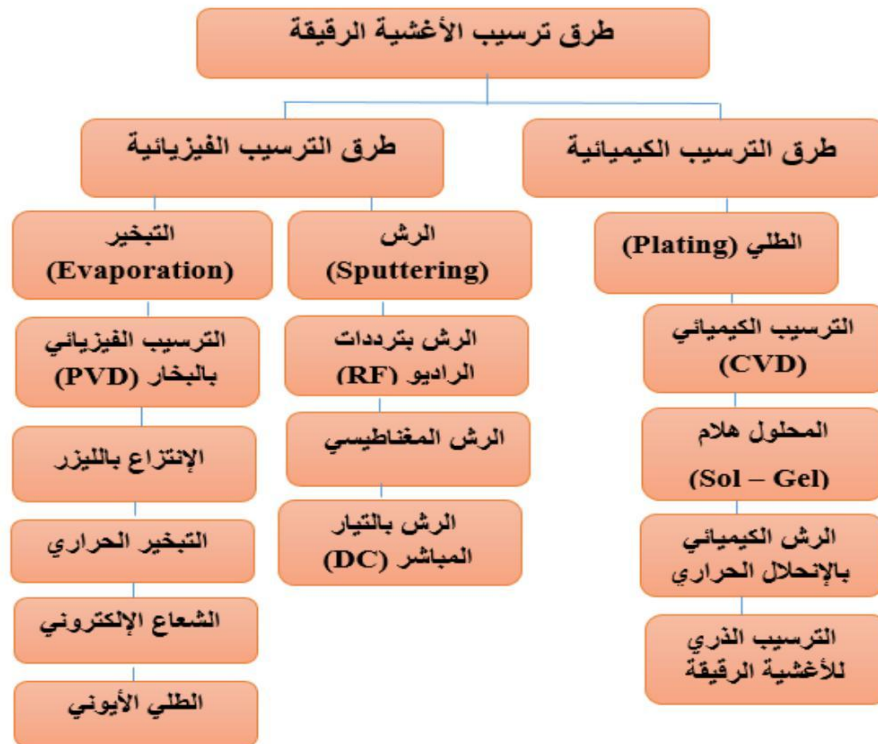 طرق ترسيب الأغشية الرقيقة
طرق الترسيب الكيميائية
الطلي (Plating)
الترسيب الكيميائي
(CVD)
المحلول هلام
(Sol – Gel)
الرش الكيميائي
بالإنحلال الحراري
الترسيب الذري
للأغشية الرقيقة
طرق الترسيب الفيزيائية
الرش
(Sputtering)
الرش بترددات
الراديو (RF)
الرش المغناطيسي
الرش بالتيار
المباشر (DC)
التبخير
(Evaporation)
الترسيب الفيزيائي
بالبخار (PVD)
الإنتزاع بالليزر
التبخير الحراري
الشعاع الإلكتروني
الطلي الأيوني